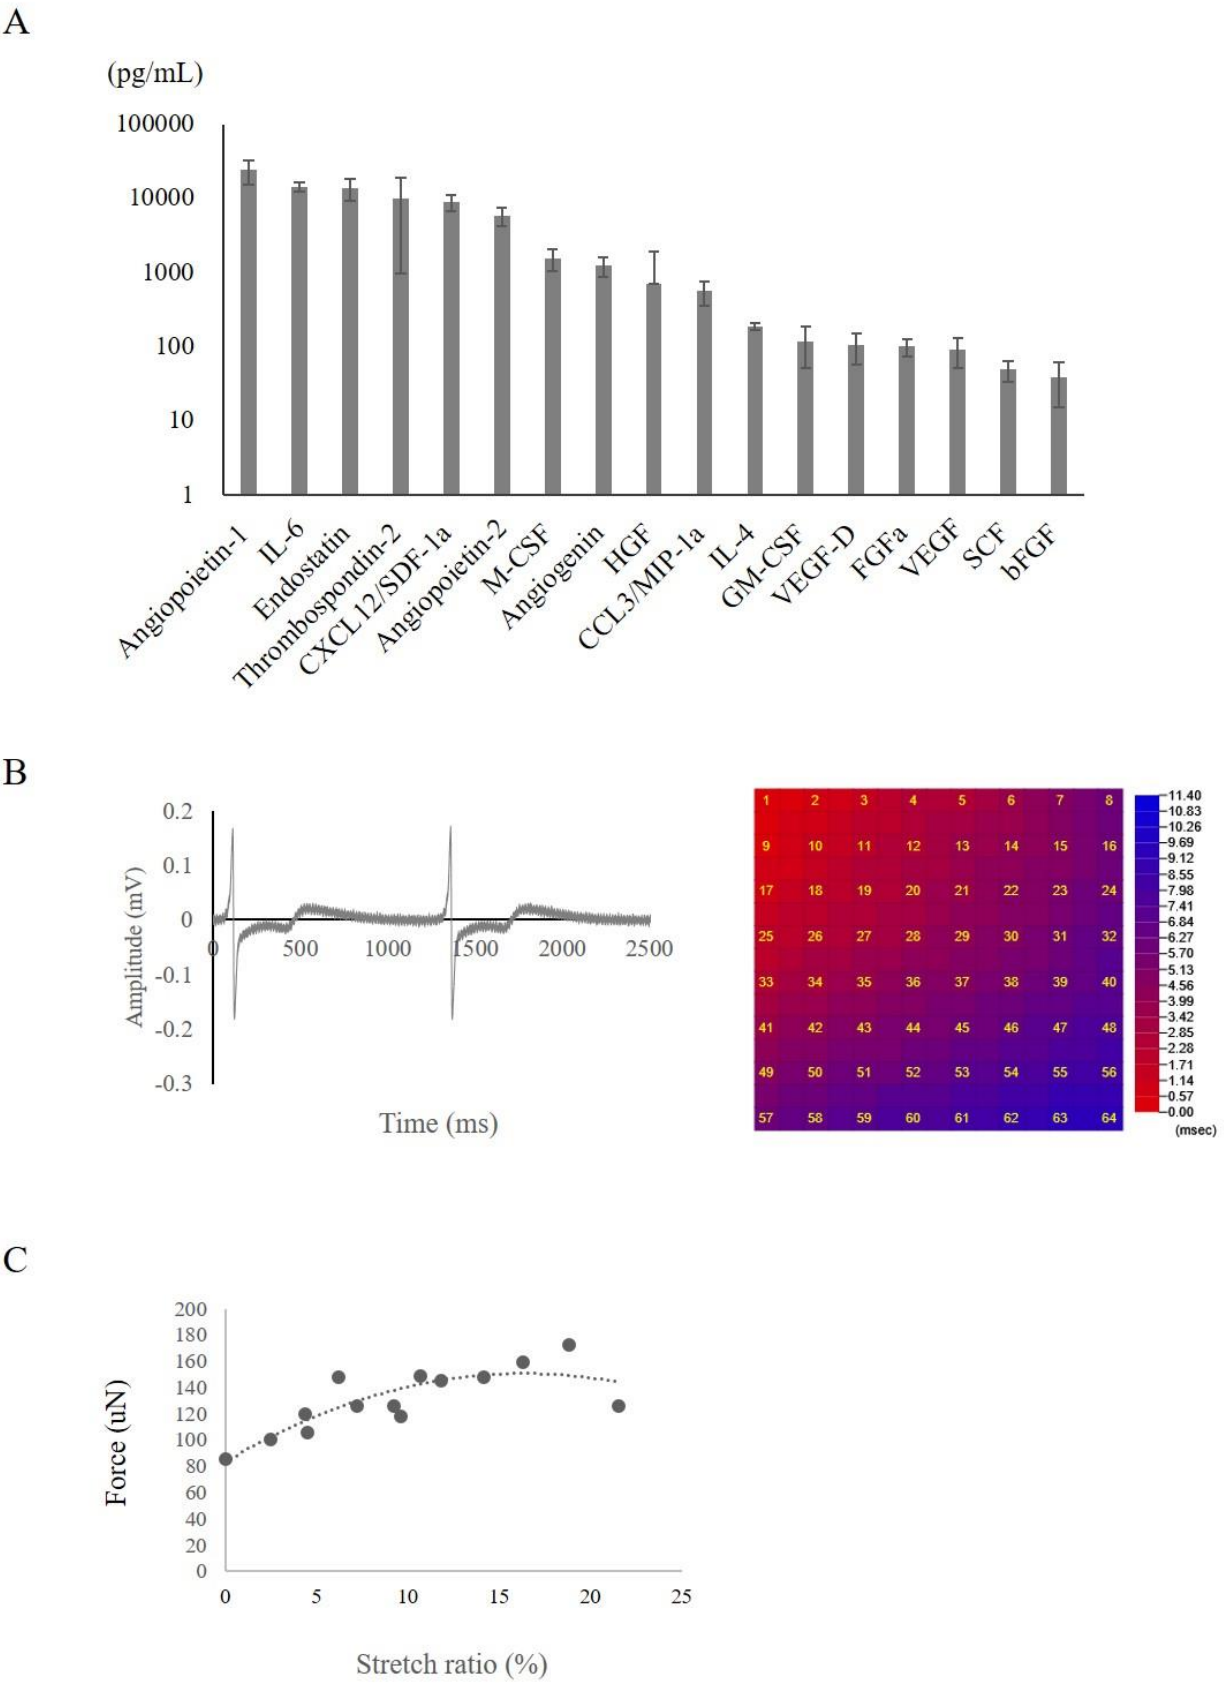 A
(pg/mL)
100000
10000
1000
100
10
1
Angiopoietin-1
IL-6
Endostatin
Thrombospondin-2
CXCL12/SDF-1a
Angiopoietin-2
M-CSF
Angiogenin
HGF
CCL3/MIP-1a
IL-4
GM-CSF
VEGF-D
FGFa
VEGF
SCF
bFGF
B
Amplitude (mV)
0.2
0.1
0
-0.1
-0.2
-0.3
0 500 1000 1500 2000 2500
Time (ms)
1 2 3 4 5 6 7 8
9 10 11 12 13 14 15 16
17 18 19 20 21 22 23 24
25 26 27 28 29 30 31 32
33 34 35 36 37 38 39 40
41 42 43 44 45 46 47 48
49 50 51 52 53 54 55 56
57 58 59 60 61 62 63 64
11.40
10.83
10.26
9.69
9.12
8.55
7.98
7.41
6.84
6.27
5.70
5.13
4.56
3.99
3.42
2.85
2.28
1.71
1.14
0.57
0.00
(msec)
C
Force (uN)
200
180
160
140
120
100
80
60
40
20
0
0 5 10 15 20 25
Stretch ratio (%)